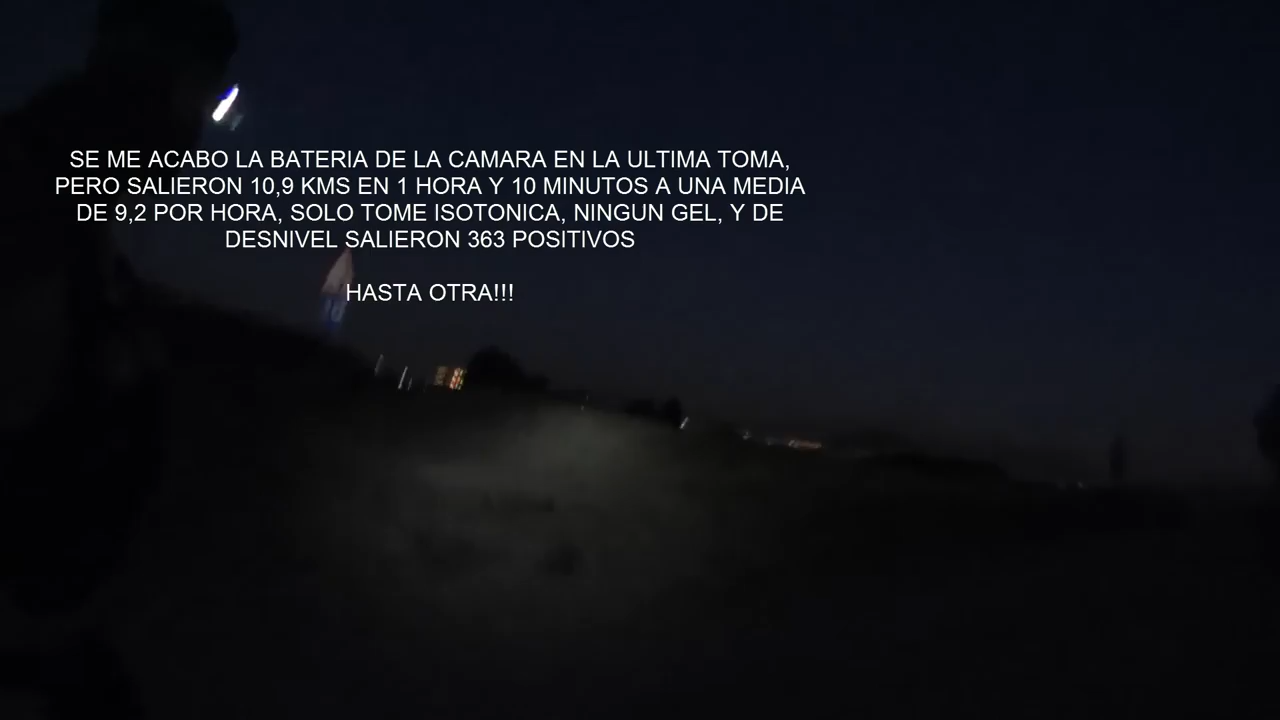 SE ME ACABO LA BATERIA DE LA CAMARA EN LA ULTIMA TOMA,
PERO SALIERON 10,9 KMS EN 1 HORA Y 10 MINUTOS A UNA MEDIA
DE 9,2 POR HORA, SOLO TOME ISOTONICA, NINGUN GEL, Y DE
DESNIVEL SALIERON 363 POSITIVOS
HASTA OTRA!!!